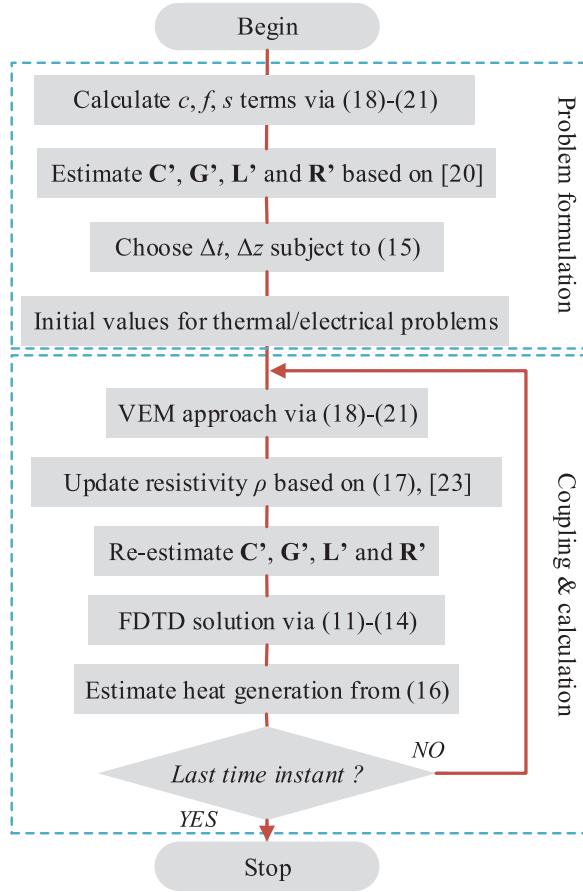 Begin
Calculate c, f, s terms via (18)-(21)
Estimate C’, G’, L’ and R’ based on [20]
Choose Δt, Δz subject to (15)
Initial values for thermal/electrical problems
Problem formulation
VEM approach via (18)-(21)
Update resistivity ρ based on (17), [23]
Re-estimate C’, G’, L’ and R’
FDTD solution via (11)-(14)
Estimate heat generation from (16)
Last time instant ?
NO
YES
Coupling & calculation
Stop